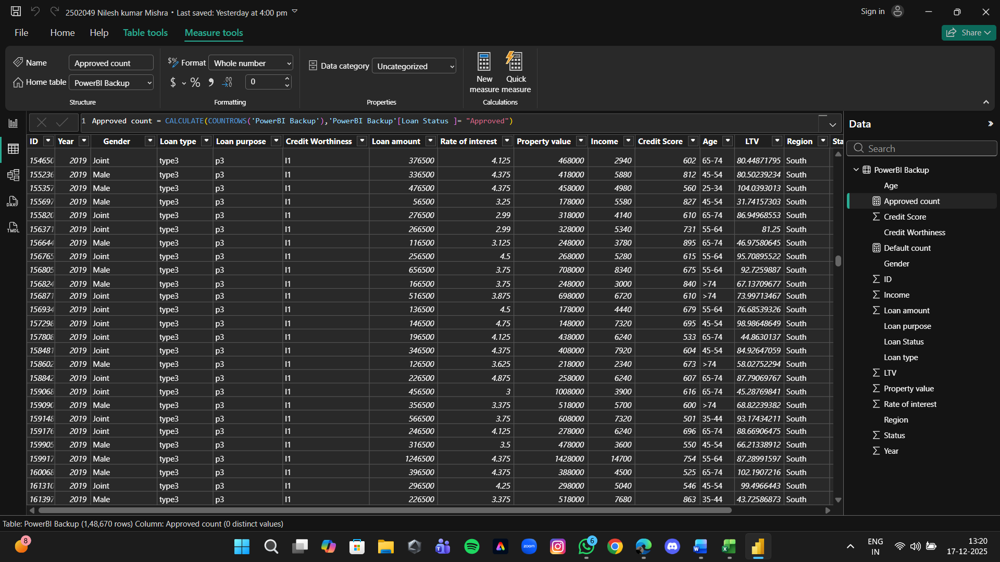 2502049 Nilesh kumar Mishra • Last saved: Yesterday at 4:00 pm
Sign in
File Home Help Table tools Measure tools
Share
Name Approved count
Home table PowerBI Backup
Structure
$% Format Whole number
$ % 0
Formatting
Data category Uncategorized
Properties
New measure
Quick measure
Calculations
1 Approved count = CALCULATE(COUNTROWS('PowerBI Backup'),'PowerBI Backup'[Loan Status ]= "Approved")
ID Year Gender Loan type Loan purpose Credit Worthiness Loan amount Rate of interest Property value Income Credit Score Age LTV Region Sta
154650 2019 Joint type3 p3 l1 376500 4.125 468000 2940 602 65-74 80.44871795 South
155236 2019 Male type3 p3 l1 336500 4.375 418000 5880 812 45-54 80.50239234 South
155357 2019 Male type3 p3 l1 476500 4.375 458000 4980 560 25-34 104.0393013 South
155697 2019 Male type3 p3 l1 56500 3.25 178000 5580 827 45-54 31.74157303 South
155820 2019 Joint type3 p3 l1 276500 2.99 318000 4140 610 65-74 86.94968553 South
156371 2019 Joint type3 p3 l1 266500 2.99 328000 5340 731 55-64 81.25 South
156644 2019 Male type3 p3 l1 116500 3.125 248000 3780 895 65-74 46.97580645 South
156765 2019 Joint type3 p3 l1 256500 4.5 268000 5280 615 55-64 95.70895522 South
156805 2019 Male type3 p3 l1 656500 3.75 708000 8340 675 55-64 92.7259887 South
156824 2019 Male type3 p3 l1 166500 3.75 248000 3000 840 >74 67.13709677 South
156871 2019 Joint type3 p3 l1 516500 3.875 698000 6720 610 >74 73.99713467 South
156934 2019 Joint type3 p3 l1 136500 4.5 178000 4440 679 55-64 76.68539326 South
157298 2019 Joint type3 p3 l1 146500 4.75 148000 7320 695 45-54 98.98648649 South
157808 2019 Joint type3 p3 l1 196500 4.125 438000 6240 533 65-74 44.8630137 South
158481 2019 Joint type3 p3 l1 346500 4.375 408000 7920 604 45-54 84.92647059 South
158602 2019 Male type3 p3 l1 126500 3.625 218000 2340 673 >74 58.02752294 South
158842 2019 Joint type3 p3 l1 226500 4.875 258000 6240 607 65-74 87.79069767 South
159068 2019 Joint type3 p3 l1 456500 3 1008000 3900 616 65-74 45.28769841 South
159090 2019 Male type3 p3 l1 356500 3.375 518000 5700 600 >74 68.82239382 South
159148 2019 Joint type3 p3 l1 566500 3.75 608000 7320 501 35-44 93.17434211 South
159176 2019 Joint type3 p3 l1 246500 4.125 278000 6240 696 65-74 88.66906475 South
159905 2019 Male type3 p3 l1 316500 3.5 478000 3600 550 45-54 66.21338912 South
159917 2019 Male type3 p3 l1 1246500 4.375 1428000 14700 754 55-64 87.28991597 South
160068 2019 Male type3 p3 l1 396500 4.375 388000 4500 525 65-74 102.1907216 South
161310 2019 Joint type3 p3 l1 296500 4.25 298000 5040 546 45-54 99.4966443 South
161397 2019 Male type3 p3 l1 226500 3.375 518000 7680 863 35-44 43.72586873 South
DAX
TMDL
Data
Search
PowerBI Backup
Age
Approved count
Credit Score
Credit Worthiness
Default count
Gender
ID
Income
Loan amount
Loan purpose
Loan Status
Loan type
LTV
Property value
Rate of interest
Region
Status
Year
Table: PowerBI Backup (1,48,670 rows) Column: Approved count (0 distinct values)
8
zoom
6
ENG
IN
13:20
17-12-2025